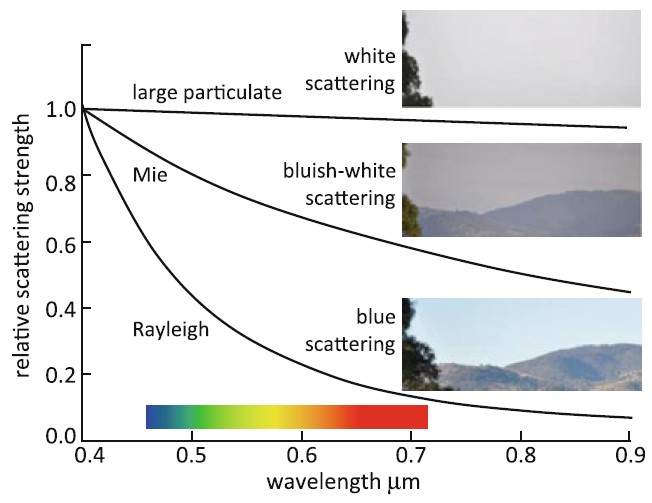 white
scattering
large particulate
1.0
Mie
bluish-white
scattering
0.8
0.6
0.4
Rayleigh
blue
scattering
0.2
0.0
0.4 0.5 0.6 0.7 0.8 0.9
wavelength μm
relative scattering strength